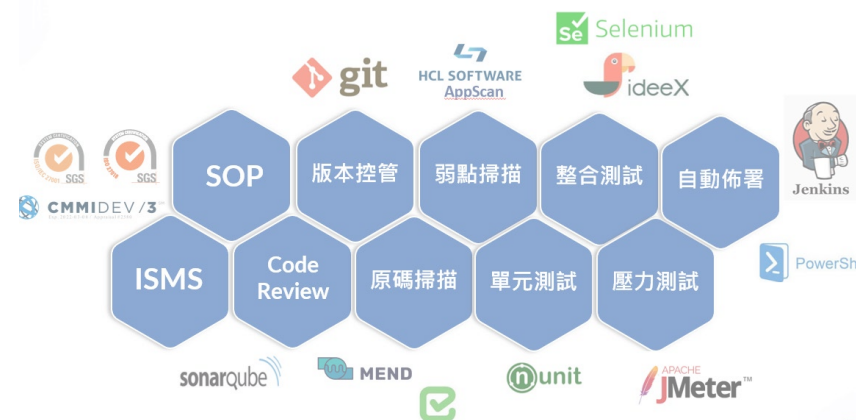 Se Selenium
git
HCL SOFTWARE
AppScan
ideeX
SGS
SGS
CMMIDEV/3
SOP
版本控管
弱點掃描
整合測試
自動佈署
Jenkins
ISMS
Code
Review
原碼掃描
單元測試
壓力測試
PowerSh
sonarqube
MEND
nunit
APACHE
JMeter™